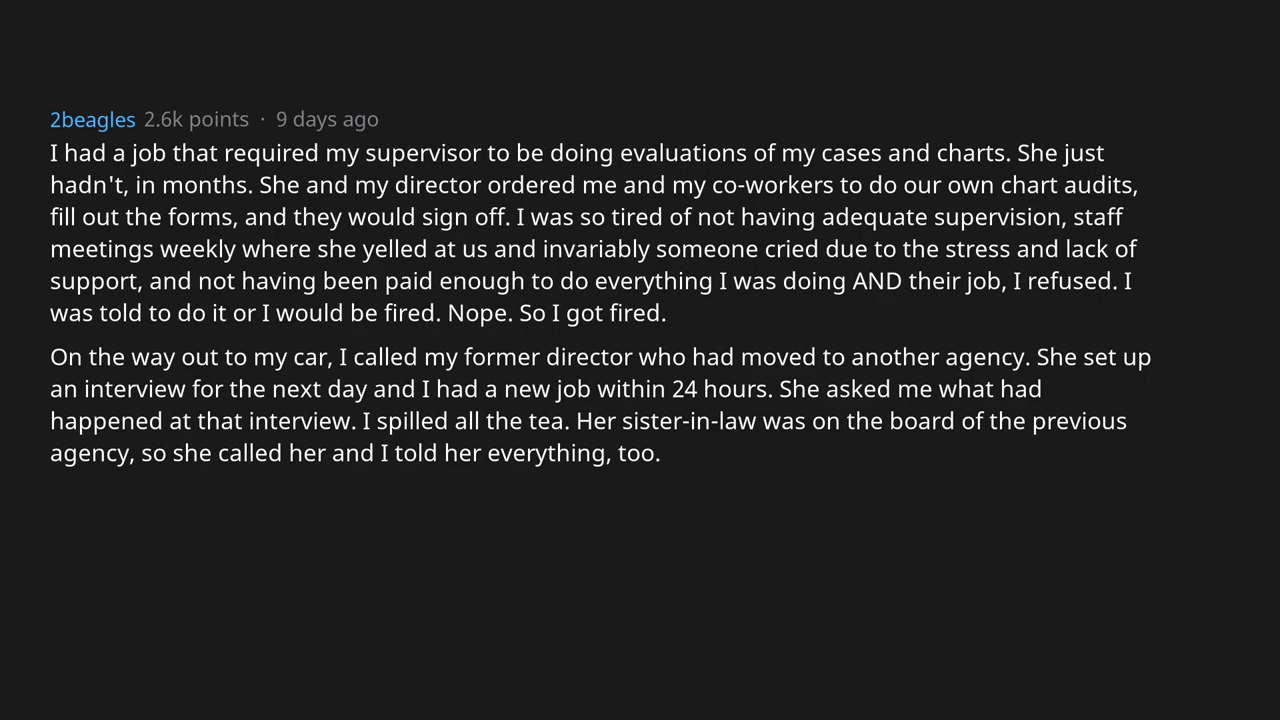 2beagles 2.6k points · 9 days ago
I had a job that required my supervisor to be doing evaluations of my cases and charts. She just
hadn't, in months. She and my director ordered me and my co-workers to do our own chart audits,
fill out the forms, and they would sign off. I was so tired of not having adequate supervision, staff
meetings weekly where she yelled at us and invariably someone cried due to the stress and lack of
support, and not having been paid enough to do everything I was doing AND their job, I refused. I
was told to do it or I would be fired. Nope. So I got fired.
On the way out to my car, I called my former director who had moved to another agency. She set up
an interview for the next day and I had a new job within 24 hours. She asked me what had
happened at that interview. I spilled all the tea. Her sister-in-law was on the board of the previous
agency, so she called her and I told her everything, too.